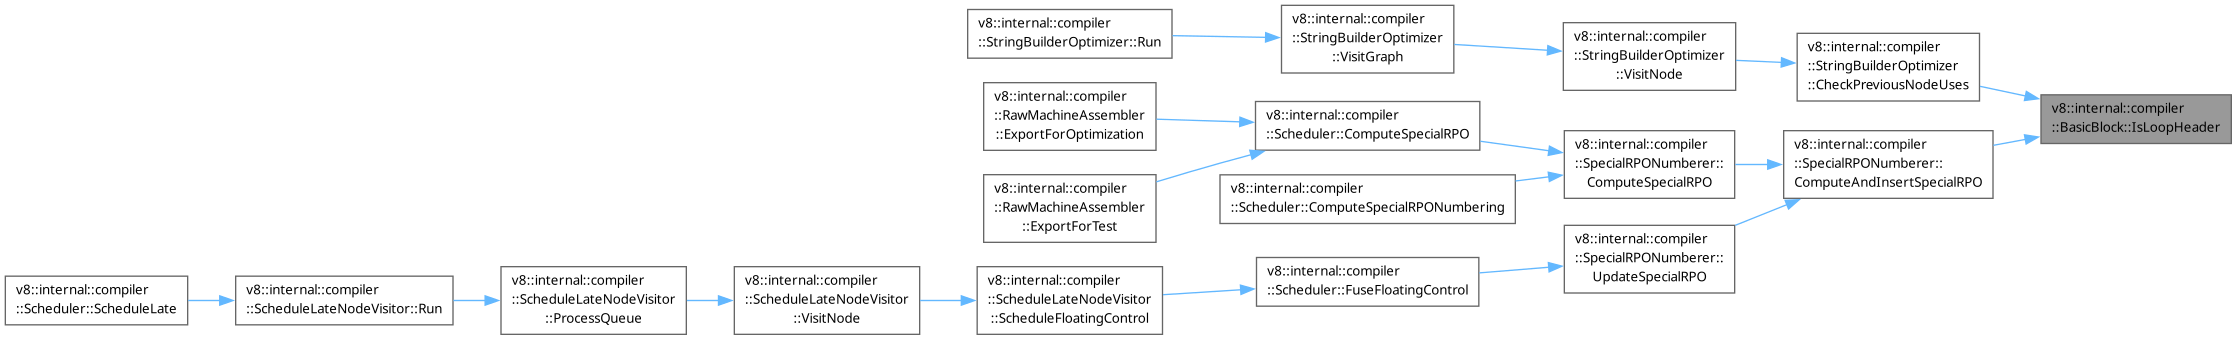 v8::internal::compiler
::StringBuilderOptimizer::Run
v8::internal::compiler
::StringBuilderOptimizer
::VisitGraph
v8::internal::compiler
::StringBuilderOptimizer
::VisitNode
v8::internal::compiler
::StringBuilderOptimizer
::CheckPreviousNodeUses
v8::internal::compiler
::BasicBlock::IsLoopHeader
v8::internal::compiler
::RawMachineAssembler
::ExportForOptimization
v8::internal::compiler
::Scheduler::ComputeSpecialRPO
v8::internal::compiler
::SpecialRPONumberer::
ComputeSpecialRPO
v8::internal::compiler
::SpecialRPONumberer::
ComputeAndInsertSpecialRPO
v8::internal::compiler
::RawMachineAssembler
::ExportForTest
v8::internal::compiler
::Scheduler::ComputeSpecialRPONumbering
v8::internal::compiler
::SpecialRPONumberer::
UpdateSpecialRPO
v8::internal::compiler
::Scheduler::ScheduleLate
v8::internal::compiler
::ScheduleLateNodeVisitor::Run
v8::internal::compiler
::ScheduleLateNodeVisitor
::ProcessQueue
v8::internal::compiler
::ScheduleLateNodeVisitor
::VisitNode
v8::internal::compiler
::ScheduleLateNodeVisitor
::ScheduleFloatingControl
v8::internal::compiler
::Scheduler::FuseFloatingControl